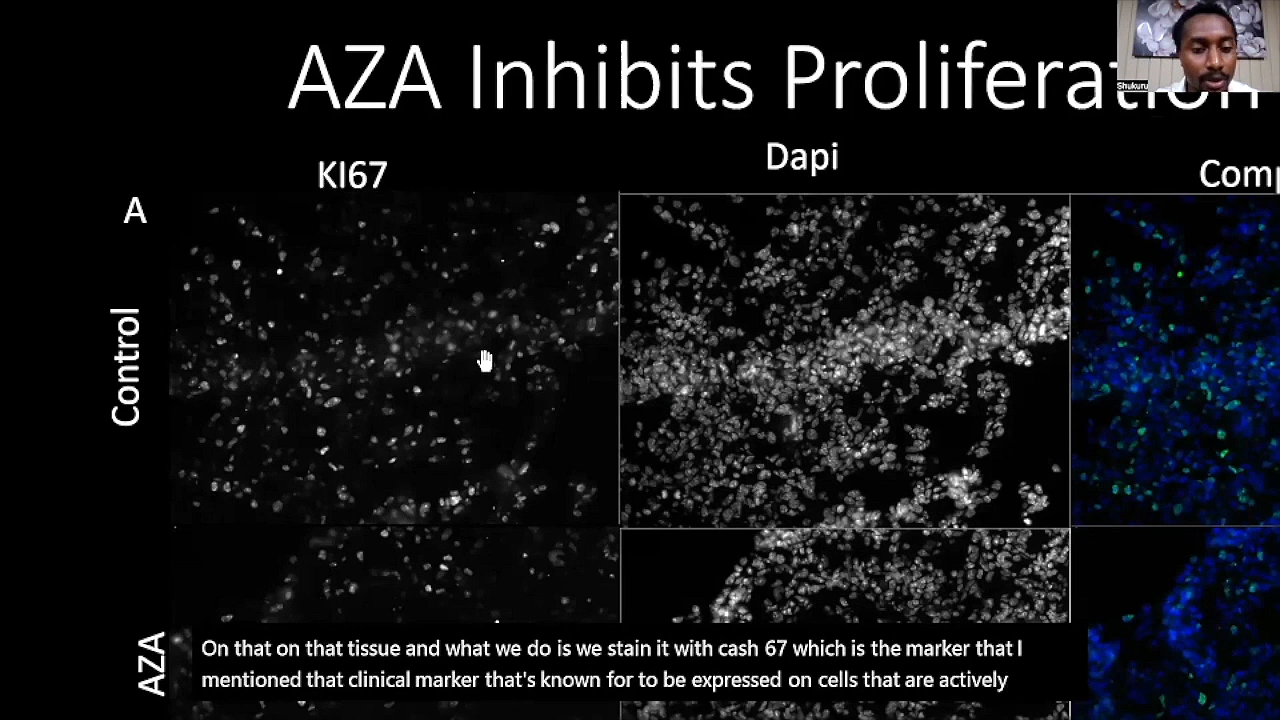 AZA Inhibits Proliferation
Shukuru
KI67
Dapi
Comp
A
Control
AZA
On that on that tissue and what we do is we stain it with cash 67 which is the marker that I
mentioned that clinical marker that's known for to be expressed on cells that are actively